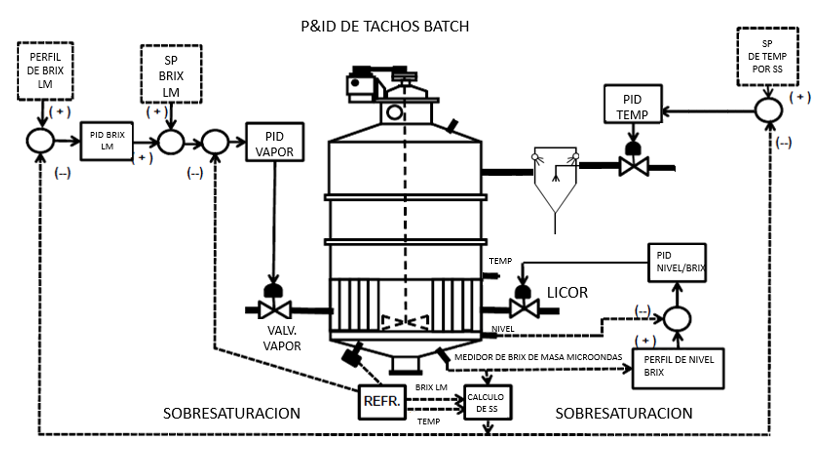 P&ID DE TACHOS BATCH
PERFIL
DE BRIX
LM
SP
BRIX
LM
SP
DE TEMP
POR SS
( + )
( + )
( + )
PID BRIX
LM
( + )
PID
VAPOR
PID
TEMP
(--)
(--)
(--)
TEMP
PID
NIVEL/BRIX
LICOR
VALV.
VAPOR
NIVEL
(--)
( + )
MEDIDOR DE BRIX DE MASA MICROONDAS
PERFIL DE NIVEL
BRIX
REFR.
BRIX LM
TEMP
CALCULO
DE SS
SOBRESATURACION
SOBRESATURACION